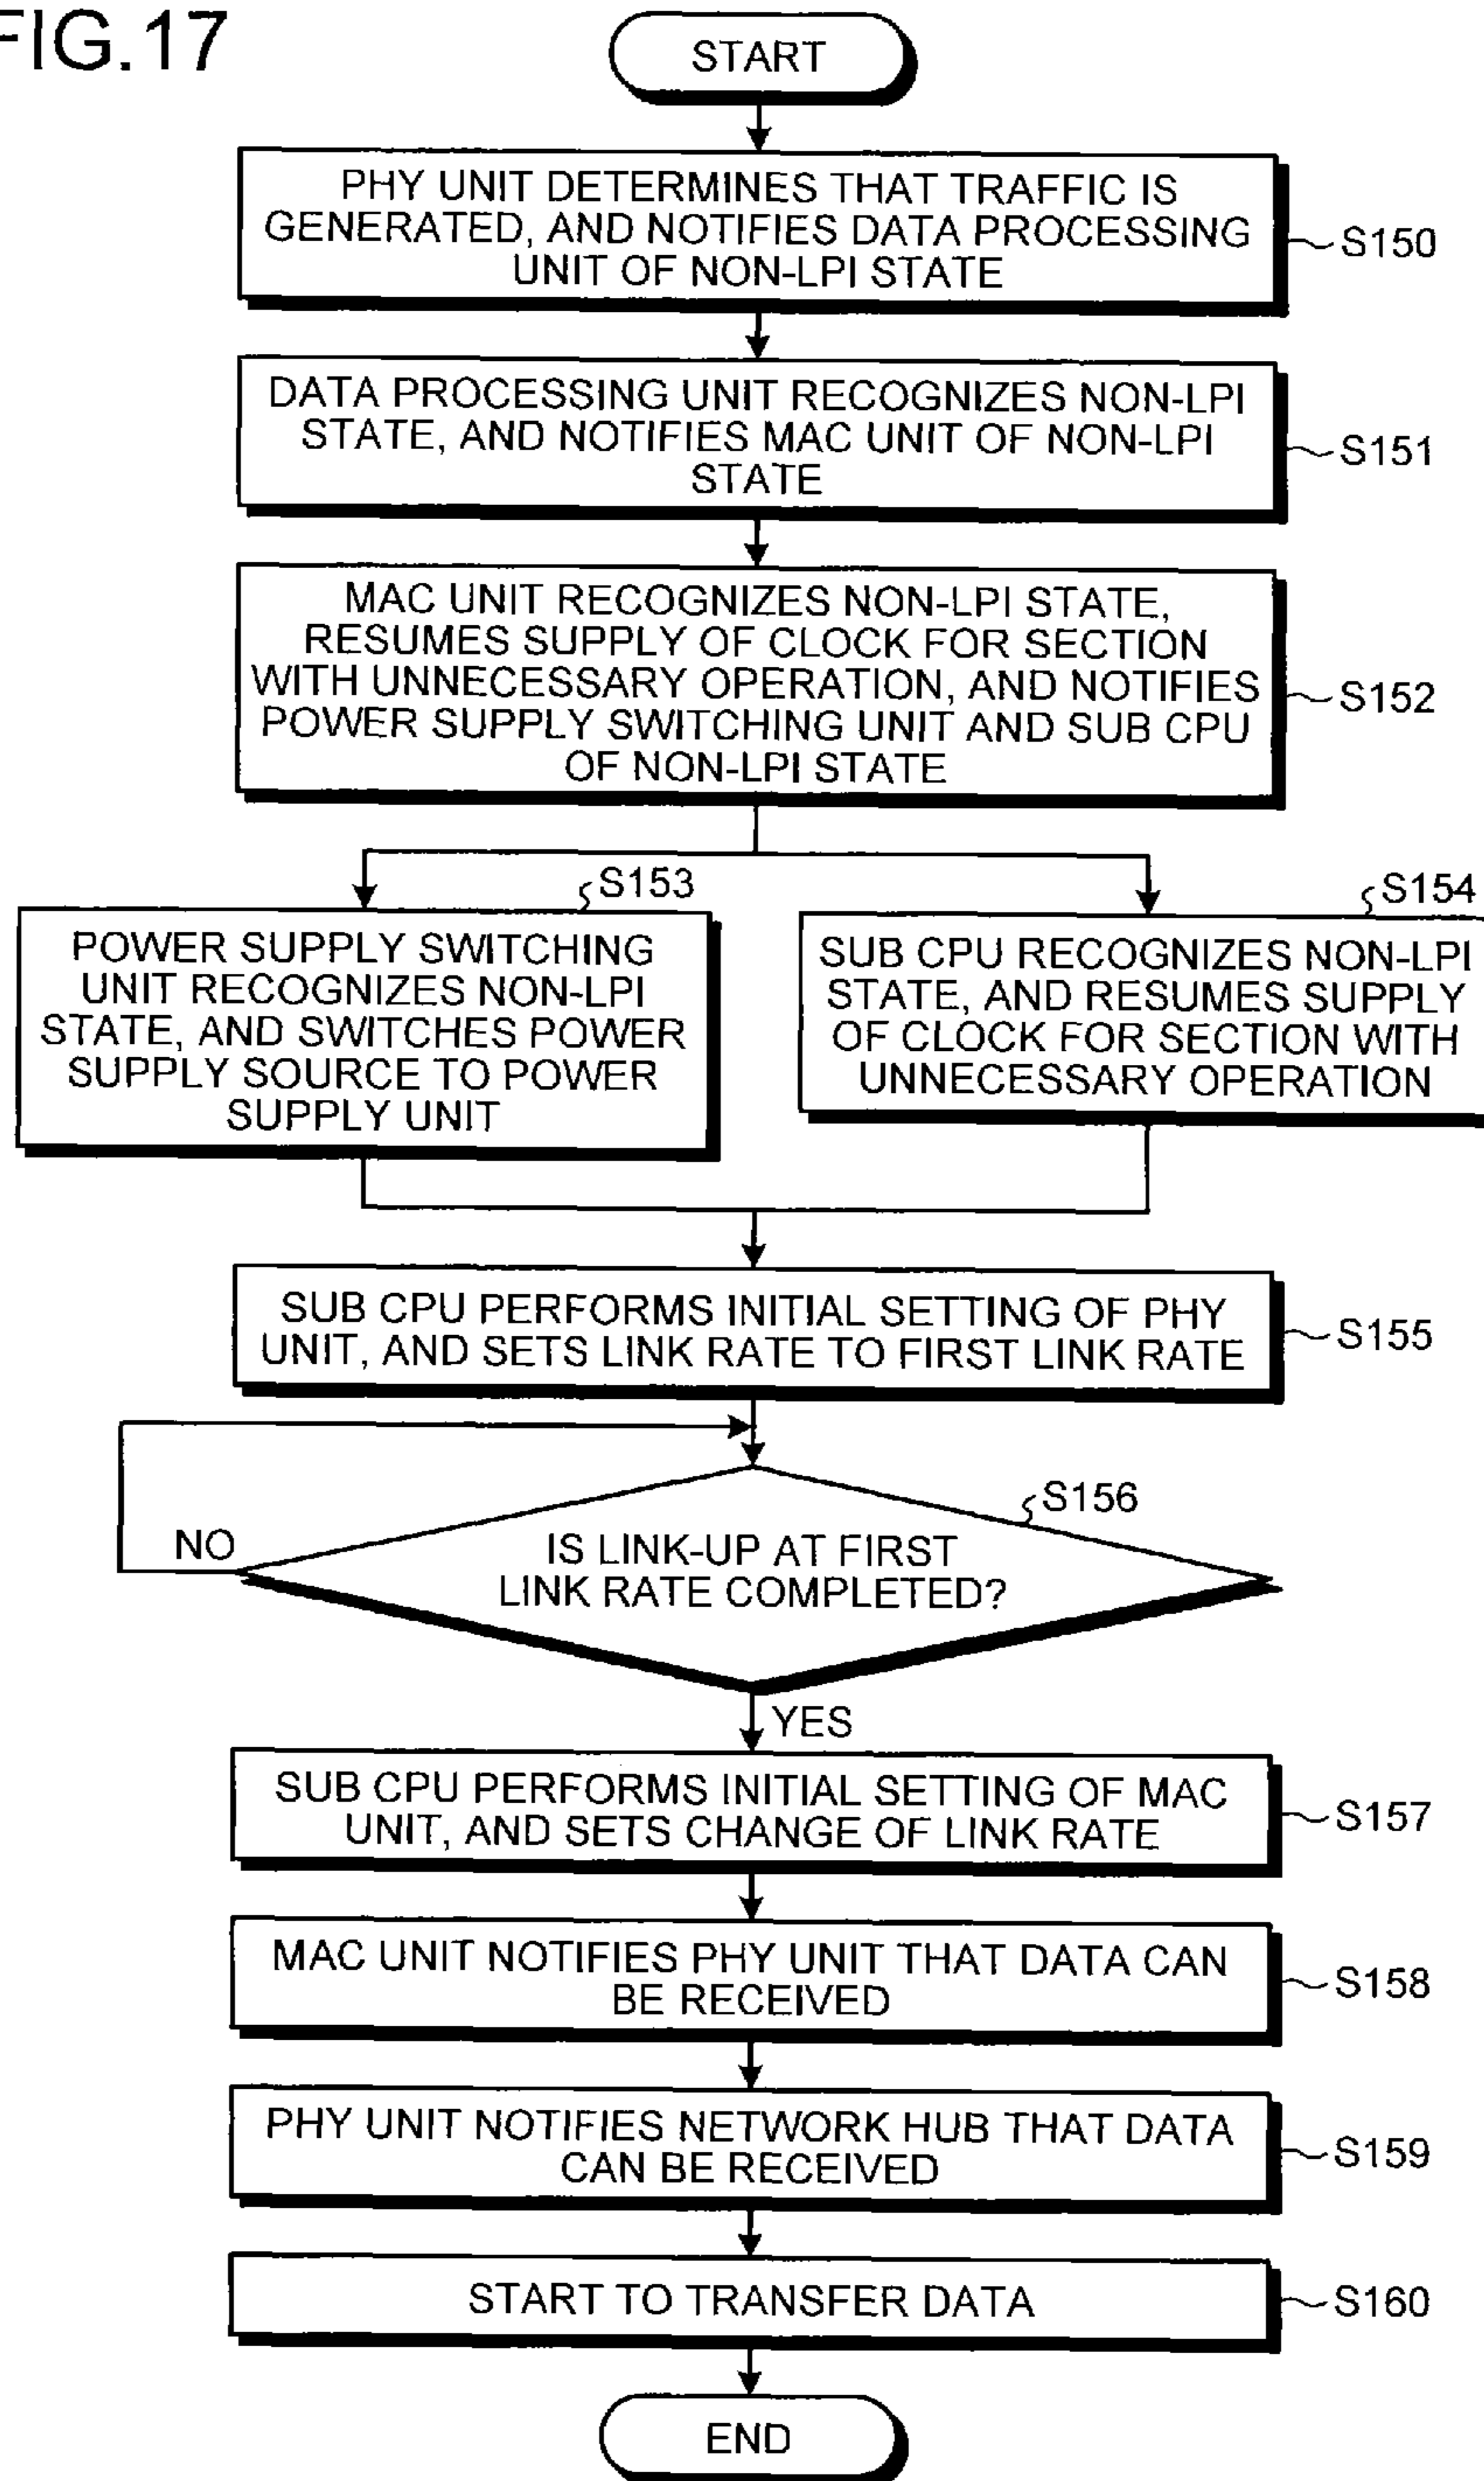 FIG.17
START
PHY UNIT DETERMINES THAT TRAFFIC IS
GENERATED, AND NOTIFIES DATA PROCESSING
UNIT OF NON-LPI STATE
S150
DATA PROCESSING UNIT RECOGNIZES NON-LPI
STATE, AND NOTIFIES MAC UNIT OF NON-LPI
STATE
S151
MAC UNIT RECOGNIZES NON-LPI STATE,
RESUMES SUPPLY OF CLOCK FOR SECTION
WITH UNNECESSARY OPERATION, AND NOTIFIES
POWER SUPPLY SWITCHING UNIT AND SUB CPU
OF NON-LPI STATE
S152
S153
POWER SUPPLY SWITCHING
UNIT RECOGNIZES NON-LPI
STATE, AND SWITCHES POWER
SUPPLY SOURCE TO POWER
SUPPLY UNIT
S154
SUB CPU RECOGNIZES NON-LPI
STATE, AND RESUMES SUPPLY
OF CLOCK FOR SECTION WITH
UNNECESSARY OPERATION
SUB CPU PERFORMS INITIAL SETTING OF PHY
UNIT, AND SETS LINK RATE TO FIRST LINK RATE
S155
S156
NO
IS LINK-UP AT FIRST
LINK RATE COMPLETED?
YES
SUB CPU PERFORMS INITIAL SETTING OF MAC
UNIT, AND SETS CHANGE OF LINK RATE
S157
MAC UNIT NOTIFIES PHY UNIT THAT DATA CAN
BE RECEIVED
S158
PHY UNIT NOTIFIES NETWORK HUB THAT DATA
CAN BE RECEIVED
S159
START TO TRANSFER DATA
S160
END